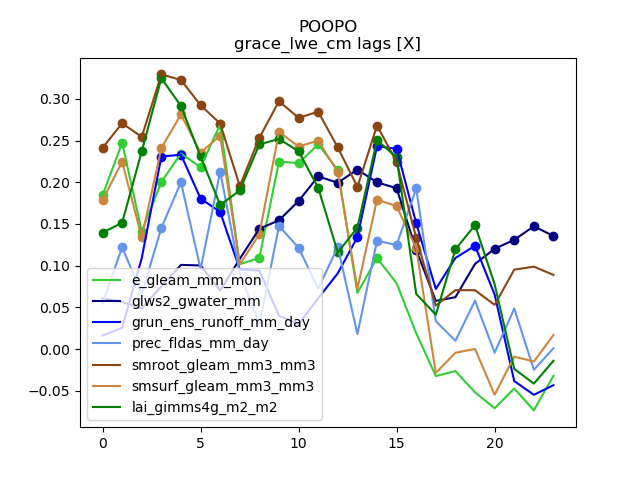 POOPO
grace_lwe_cm lags [X]
0.30
0.25
0.20
0.15
0.10
0.05
0.00
−0.05
e_gleam_mm_mon
glws2_gwater_mm
grun_ens_runoff_mm_day
prec_fldas_mm_day
smroot_gleam_mm3_mm3
smsurf_gleam_mm3_mm3
lai_gimms4g_m2_m2
0 5 10 15 20